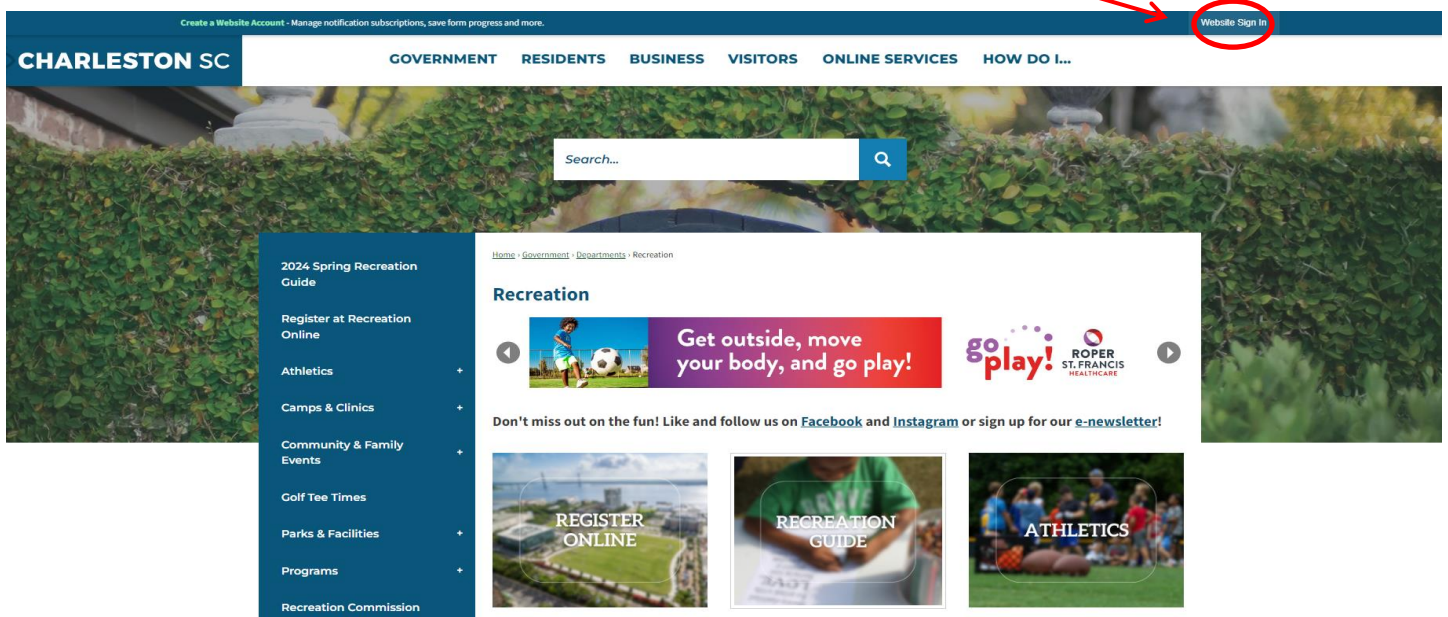 Create a Website Account - Manage notification subscriptions, save form progress and more.
Website Sign In
CHARLESTON SC
GOVERNMENT RESIDENTS BUSINESS VISITORS ONLINE SERVICES HOW DO I...
Search...
2024 Spring Recreation
Guide
Register at Recreation
Online
Athletics +
Camps & Clinics +
Community & Family
Events +
Golf Tee Times
Parks & Facilities +
Programs +
Recreation Commission
Home › Government › Departments › Recreation
Recreation
Get outside, move
your body, and go play!
go
play!
ROPER
ST. FRANCIS
HEALTHCARE
Don't miss out on the fun! Like and follow us on Facebook and Instagram or sign up for our e-newsletter!
REGISTER
ONLINE
RECREATION
GUIDE
ATHLETICS